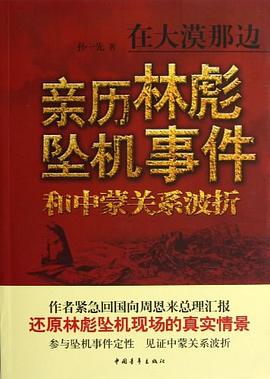 在大漠那边
孙一先 著
亲历林彪
坠机事件
和中蒙关系波折
作者紧急回国向周恩来总理汇报
还原林彪坠机现场的真实情景
参与坠机事件定性 见证中蒙关系波折
中国青年出版社